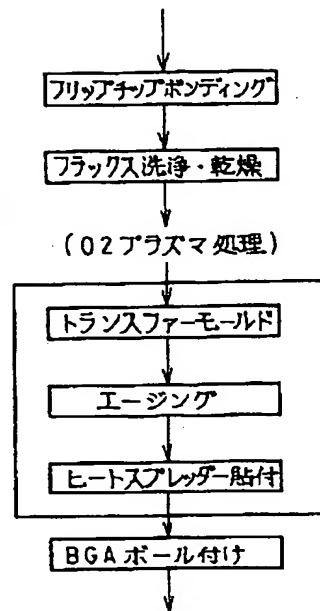 フリップチップボンディング
フラックス洗浄・乾燥
(O2プラズマ処理)
トランスファーモールド
エージング
ヒートスプレッダー貼付
BGAボール付け